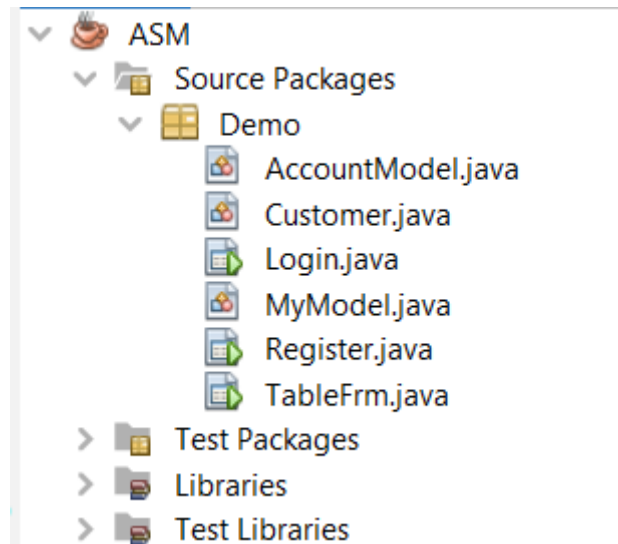 ASM
Source Packages
Demo
AccountModel.java
Customer.java
Login.java
MyModel.java
Register.java
TableFrm.java
Test Packages
Libraries
Test Libraries